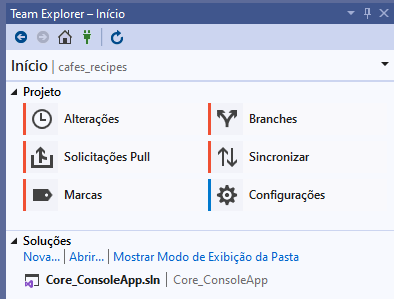 Team Explorer – Início
Início | cafes_recipes
Projeto
Alterações Branches
Solicitações Pull Sincronizar
Marcas Configurações
Soluções
Nova... | Abrir... | Mostrar Modo de Exibição da Pasta
Core_ConsoleApp.sln | Core_ConsoleApp